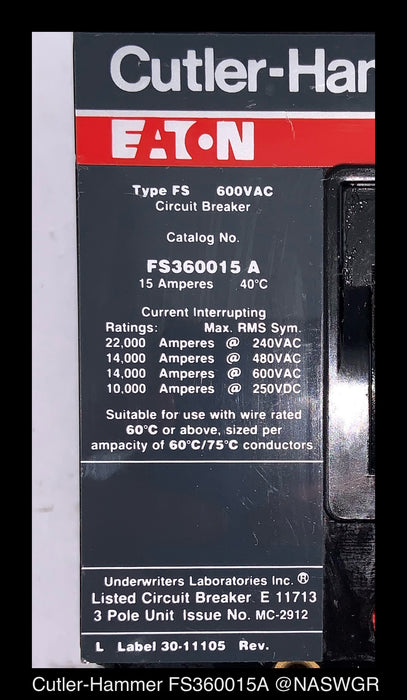 Cutler-Ham
EATON
Type FS 600VAC
Circuit Breaker
Catalog No.
FS360015 A
15 Amperes 40°C
Current Interrupting
Ratings: Max. RMS Sym.
22,000 Amperes @ 240VAC
14,000 Amperes @ 480VAC
14,000 Amperes @ 600VAC
10,000 Amperes @ 250VDC
Suitable for use with wire rated
60°C or above, sized per
ampacity of 60°C/75°C conductors.
Underwriters Laboratories Inc. ®
Listed Circuit Breaker E 11713
3 Pole Unit Issue No. MC-2912
L Label 30-11105 Rev.
Cutler-Hammer FS360015A @NASWGR